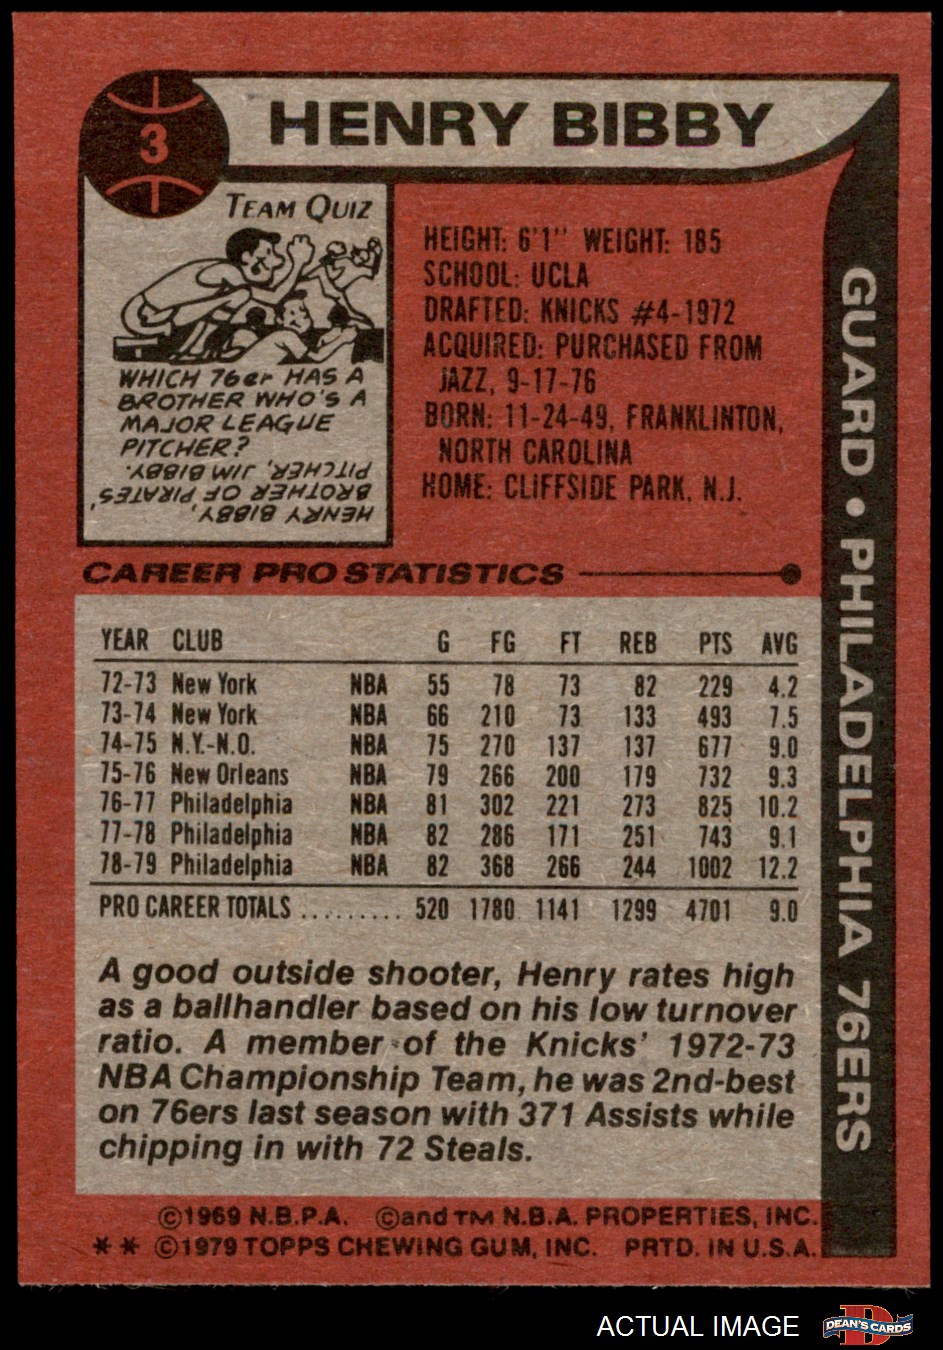 3
HENRY BIBBY
TEAM QUIZ
WHICH 76er HAS A
BROTHER WHO'S A
MAJOR LEAGUE
PITCHER?
HENRY BIBBY,
BROTHER OF PIRATES'
PITCHER, JIM BIBBY.
HEIGHT: 6'1" WEIGHT: 185
SCHOOL: UCLA
DRAFTED: KNICKS #4-1972
ACQUIRED: PURCHASED FROM
JAZZ, 9-17-76
BORN: 11-24-49, FRANKLINTON,
NORTH CAROLINA
HOME: CLIFFSIDE PARK, N.J.
GUARD • PHILADELPHIA 76ERS
CAREER PRO STATISTICS
YEAR CLUB G FG FT REB PTS AVG
72-73 New York NBA 55 78 73 82 229 4.2
73-74 New York NBA 66 210 73 133 493 7.5
74-75 N.Y.-N.O. NBA 75 270 137 137 677 9.0
75-76 New Orleans NBA 79 266 200 179 732 9.3
76-77 Philadelphia NBA 81 302 221 273 825 10.2
77-78 Philadelphia NBA 82 286 171 251 743 9.1
78-79 Philadelphia NBA 82 368 266 244 1002 12.2
PRO CAREER TOTALS ......... 520 1780 1141 1299 4701 9.0
A good outside shooter, Henry rates high
as a ballhandler based on his low turnover
ratio. A member of the Knicks' 1972-73
NBA Championship Team, he was 2nd-best
on 76ers last season with 371 Assists while
chipping in with 72 Steals.
©1969 N.B.P.A. ©and TM N.B.A. PROPERTIES, INC.
** ©1979 TOPPS CHEWING GUM, INC. PRTD. IN U.S.A.
ACTUAL IMAGE
D
DEAN'S CARDS